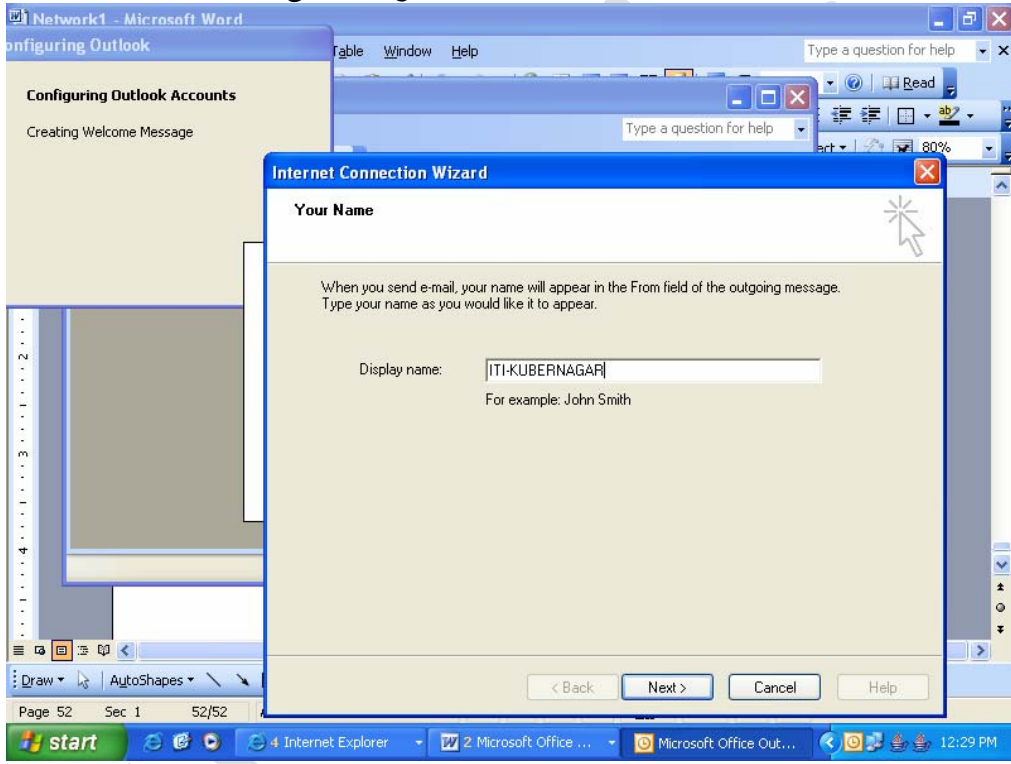 Network1 - Microsoft Word
onfiguring Outlook
Table Window Help
Type a question for help
Read
Configuring Outlook Accounts
Creating Welcome Message
Type a question for help
80%
Internet Connection Wizard
Your Name
When you send e-mail, your name will appear in the From field of the outgoing message.
Type your name as you would like it to appear.
Display name: ITI-KUBERNAGAR
For example: John Smith
< Back Next > Cancel Help
Draw AutoShapes
Page 52 Sec 1 52/52
start 4 Internet Explorer 2 Microsoft Office ... Microsoft Office Out... 12:29 PM